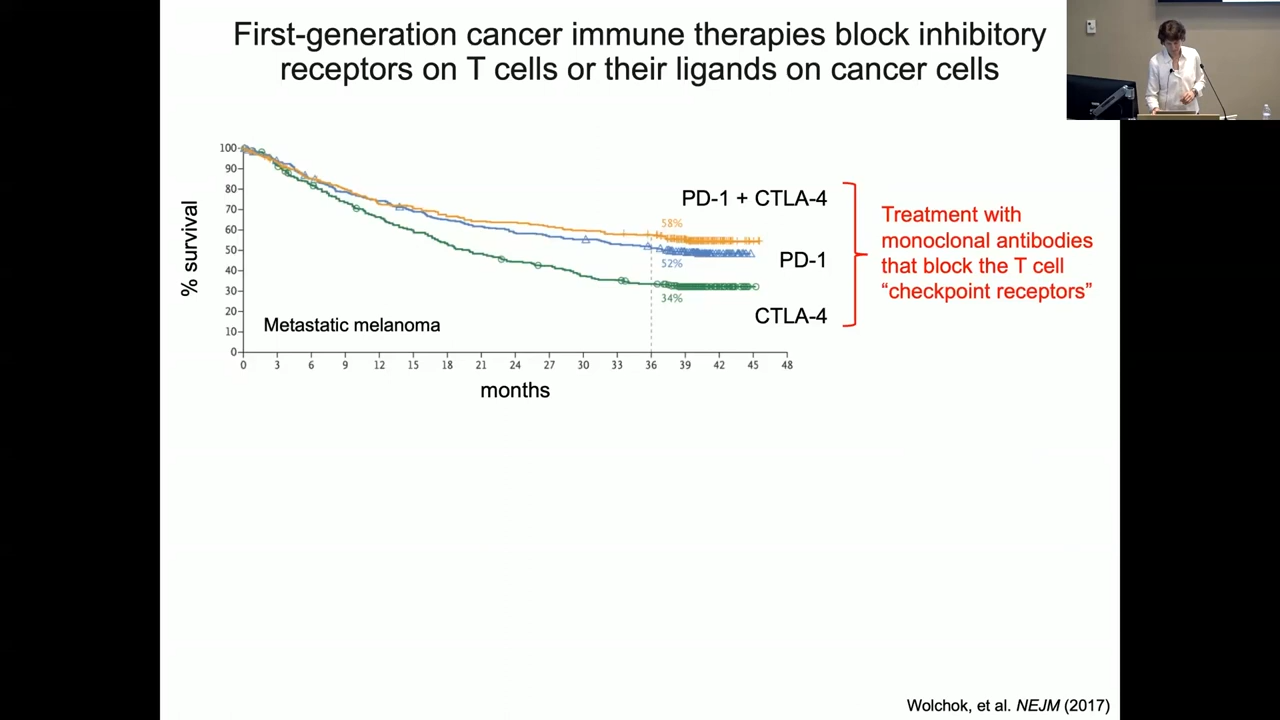 First-generation cancer immune therapies block inhibitory
receptors on T cells or their ligands on cancer cells
100
90
80
70
60
50
40
30
20
10
0
% survival
58%
52%
34%
PD-1 + CTLA-4
PD-1
CTLA-4
Treatment with
monoclonal antibodies
that block the T cell
“checkpoint receptors”
Metastatic melanoma
0 3 6 9 12 15 18 21 24 27 30 33 36 39 42 45 48
months
Wolchok, et al. NEJM (2017)